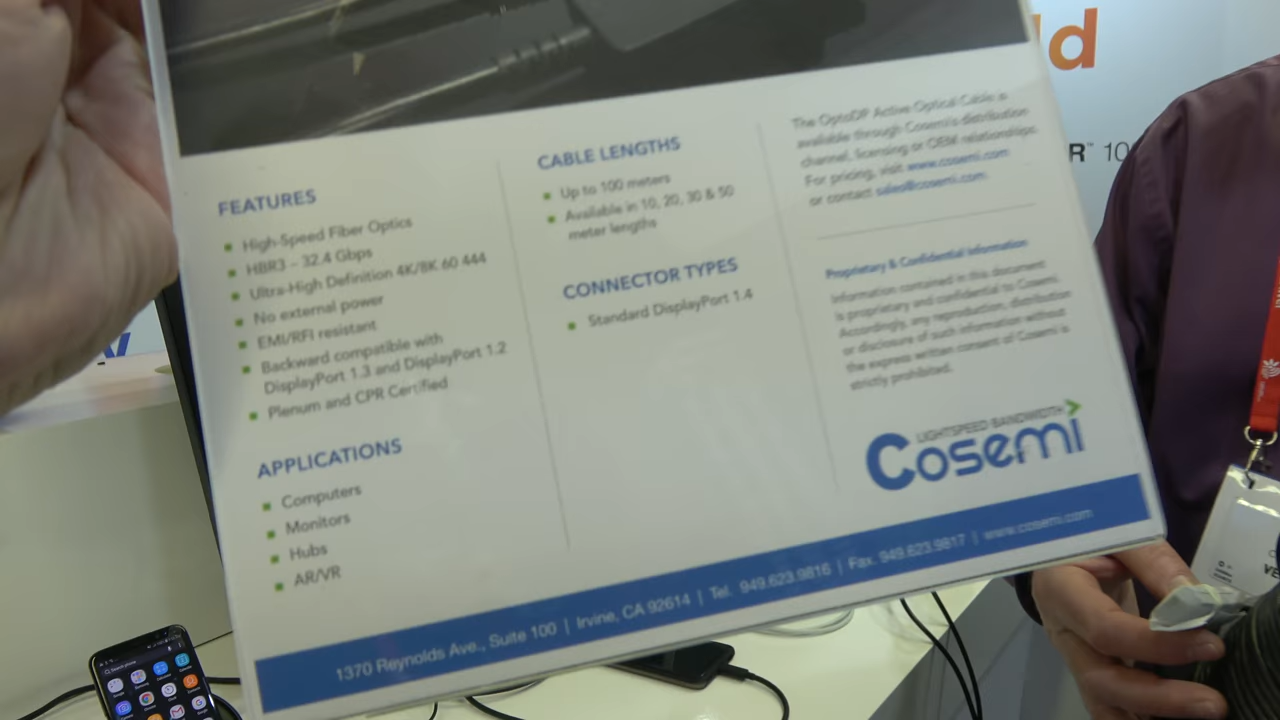 ld
R™ 10
FEATURES
High-Speed Fiber Optics
HBR3 – 32.4 Gbps
Ultra-High Definition 4K/8K 60 444
No external power
EMI/RFI resistant
Backward compatible with
DisplayPort 1.3 and DisplayPort 1.2
Plenum and CPR Certified
APPLICATIONS
Computers
Monitors
Hubs
AR/VR
CABLE LENGTHS
Up to 100 meters
Available in 10, 20, 30 & 50
meter lengths
CONNECTOR TYPES
Standard DisplayPort 1.4
The OptoDP Active Optical Cable is
available through Cosemi's distribution
channel, licensing or OEM relationships.
For pricing, visit www.cosemi.com
or contact sales@cosemi.com
Proprietary & Confidential Information
Information contained in this document
is proprietary and confidential to Cosemi.
Accordingly, any reproduction, distribution
or disclosure of such information without
the express written consent of Cosemi is
strictly prohibited.
LIGHTSPEED BANDWIDTH
Cosemi
1370 Reynolds Ave., Suite 100 | Irvine, CA 92614 | Tel. 949.623.9816 | Fax. 949.623.9817 | www.cosemi.com